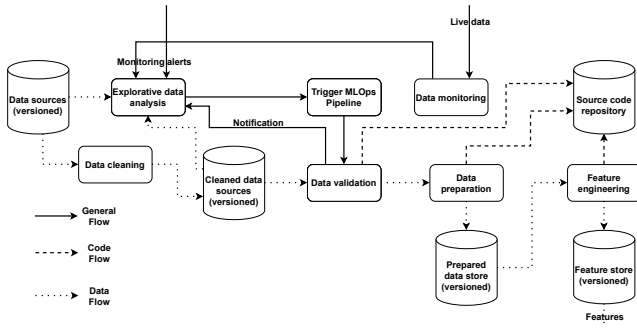 Live data
Monitoring alerts
Data sources
(versioned)
Explorative data
analysis
Trigger MLOps
Pipeline
Data monitoring
Source code
repository
Notification
Data cleaning
Cleaned data
sources
(versioned)
Data validation
Data
preparation
Feature
engineering
General
Flow
Code
Flow
Data
Flow
Prepared
data store
(versioned)
Feature store
(versioned)
Features